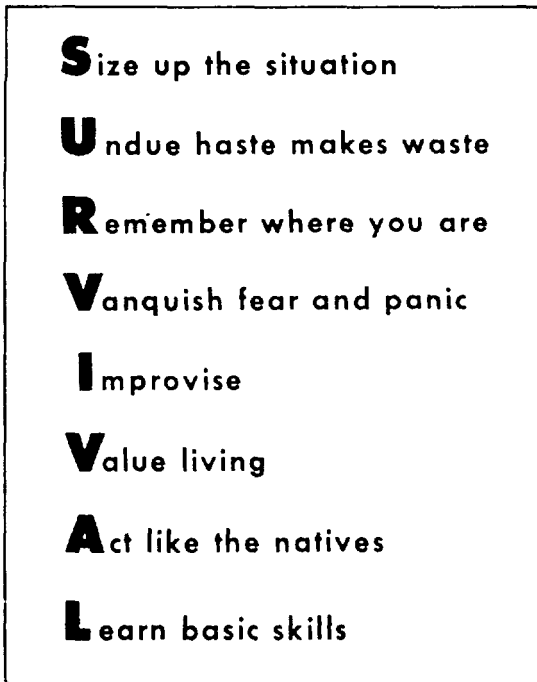 Size up the situation
Undue haste makes waste
Remember where you are
Vanquish fear and panic
Improvise
Value living
Act like the natives
Learn basic skills